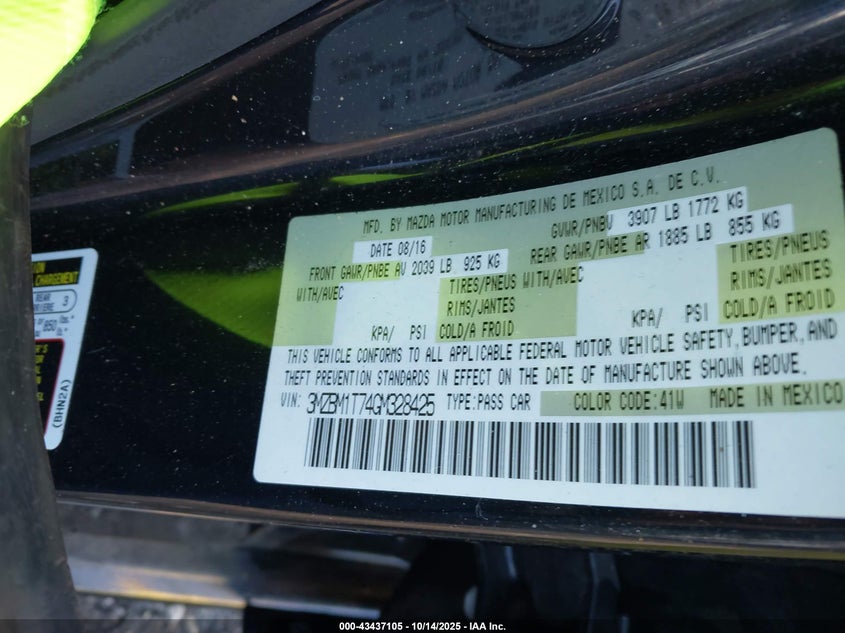 MFD. BY MAZDA MOTOR MANUFACTURING DE MEXICO S.A. DE C.V.
DATE 08/16 GVWR/PNBV 3907 LB 1772 KG
FRONT GAWR/PNBE AV 2039 LB 925 KG REAR GAWR/PNBE AR 1885 LB 855 KG
WITH/AVEC TIRES/PNEUS WITH/AVEC TIRES/PNEUS
RIMS/JANTES RIMS/JANTES
KPA/ PSI COLD/A FROID KPA/ PSI COLD/A FROID
THIS VEHICLE CONFORMS TO ALL APPLICABLE FEDERAL MOTOR VEHICLE SAFETY, BUMPER, AND
THEFT PREVENTION STANDARDS IN EFFECT ON THE DATE OF MANUFACTURE SHOWN ABOVE.
VIN: 3MZBM1T74GM328425 TYPE:PASS CAR COLOR CODE:41W MADE IN MEXICO
REAR 3
850
(BHN2A)
000-43437105 - 10/14/2025 - IAA Inc.